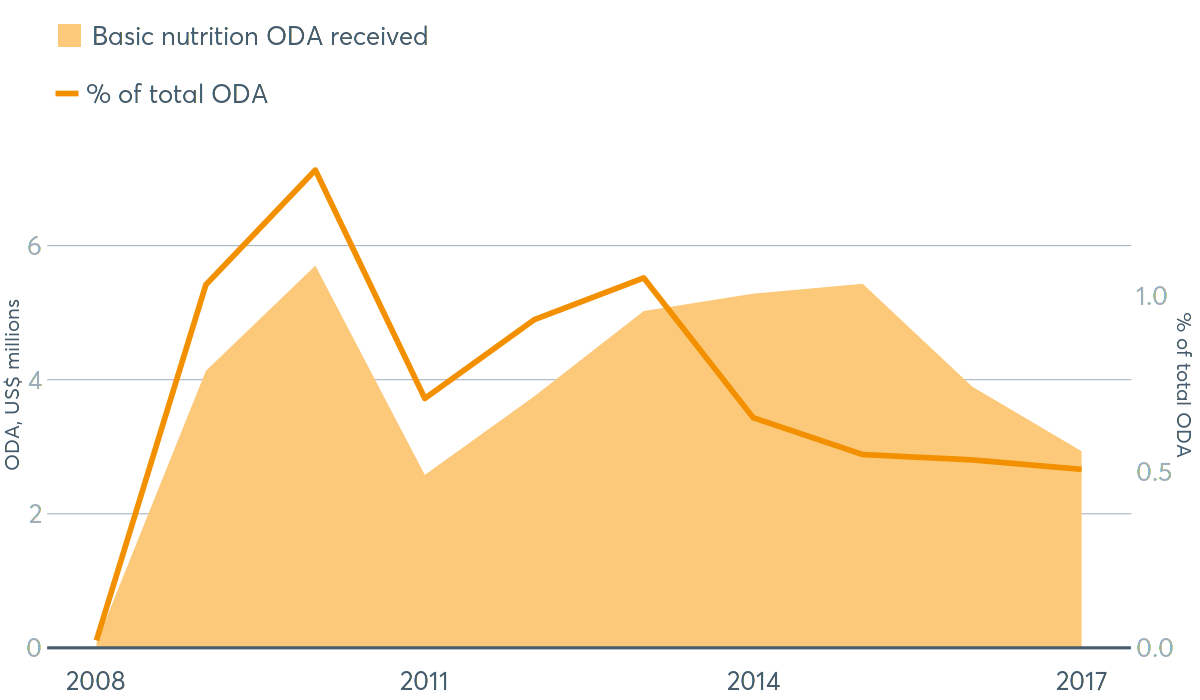 Basic nutrition ODA received
% of total ODA
6
4
2
0
ODA, US$ millions
1.0
0.5
0.0
% of total ODA
2008
2011
2014
2017